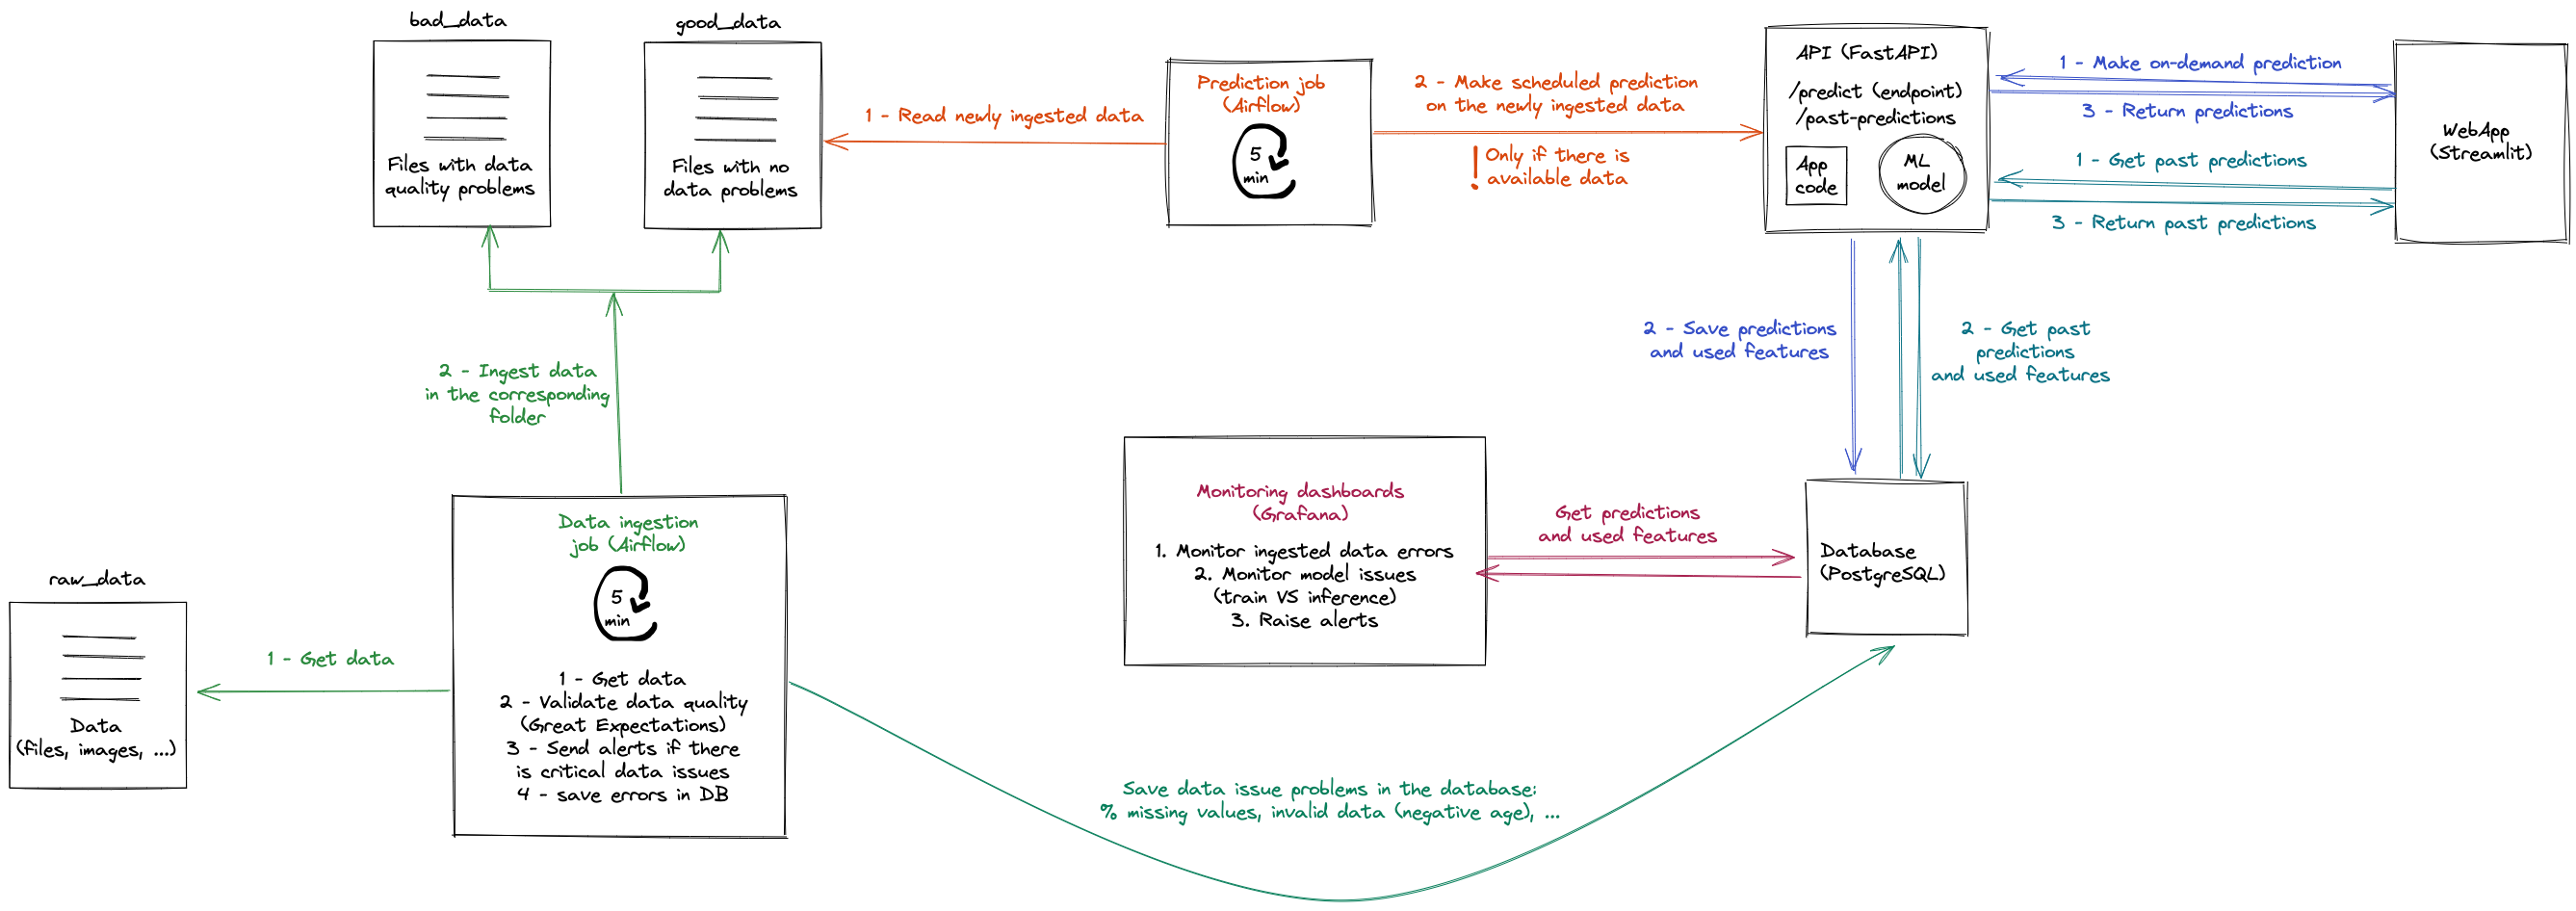 bad_data
Files with data
quality problems
good_data
Files with no
data problems
1 - Read newly ingested data
Prediction job
(Airflow)
5
min
2 - Make scheduled prediction
on the newly ingested data
! Only if there is
available data
API (FastAPI)
/predict (endpoint)
/past-predictions
App
code
ML
model
1 - Make on-demand prediction
3 - Return predictions
1 - Get past predictions
3 - Return past predictions
WebApp
(Streamlit)
2 - Save predictions
and used features
2 - Get past
predictions
and used features
2 - Ingest data
in the corresponding
folder
raw_data
Data
(files, images, ...)
1 - Get data
Data ingestion
job (Airflow)
5
min
1 - Get data
2 - Validate data quality
(Great Expectations)
3 - Send alerts if there
is critical data issues
4 - save errors in DB
Monitoring dashboards
(Grafana)
1. Monitor ingested data errors
2. Monitor model issues
(train VS inference)
3. Raise alerts
Get predictions
and used features
Database
(PostgreSQL)
Save data issue problems in the database:
% missing values, invalid data (negative age), ...